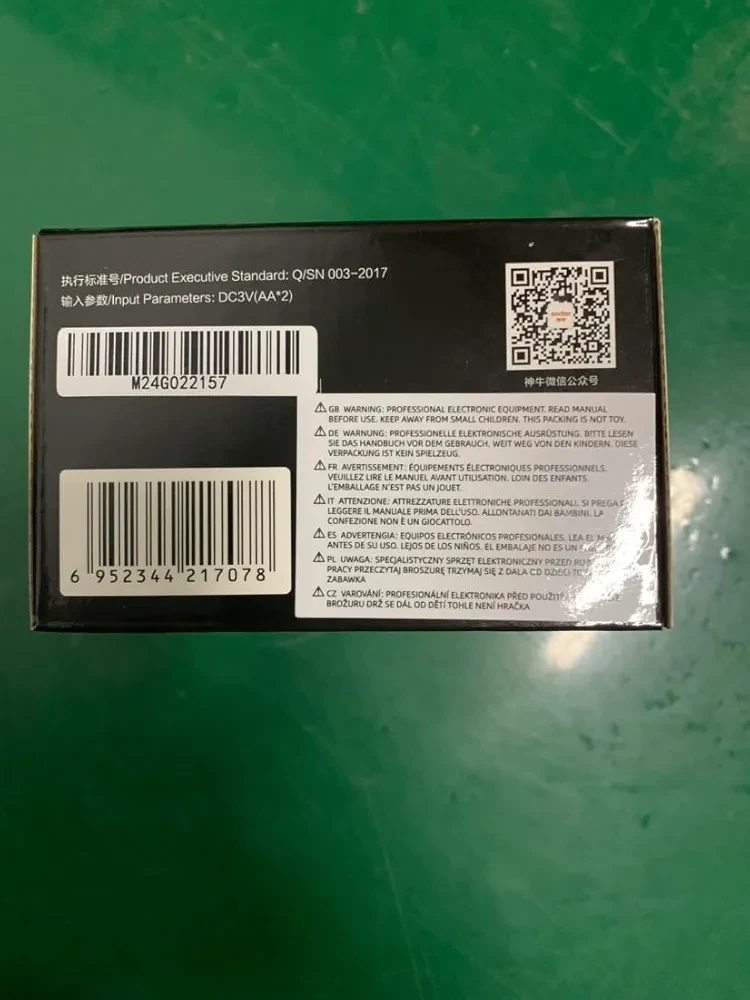 执行标准号/Product Executive Standard: Q/SN 003-2017
输入参数/Input Parameters: DC3V(AA*2)
M24G022157
godox
神牛微信公众号
⚠ GB WARNING: PROFESSIONAL ELECTRONIC EQUIPMENT. READ MANUAL
BEFORE USE. KEEP AWAY FROM SMALL CHILDREN. THIS PACKING IS NOT TOY.
⚠ DE WARNUNG: PROFESSIONELLE ELEKTRONISCHE AUSRÜSTUNG. BITTE LESEN
SIE DAS HANDBUCH VOR DEM GEBRAUCH. WEIT WEG VON DEN KINDERN. DIESE
VERPACKUNG IST KEIN SPIELZEUG.
⚠ FR AVERTISSEMENT: ÉQUIPEMENTS ÉLECTRONIQUES PROFESSIONNELS.
VEUILLEZ LIRE LE MANUEL AVANT UTILISATION. LOIN DES ENFANTS.
L'EMBALLAGE N'EST PAS UN JOUET.
⚠ IT ATTENZIONE: ATTREZZATURE ELETTRONICHE PROFESSIONALI. SI PREGA
LEGGERE IL MANUALE PRIMA DELL'USO. ALLONTANATI DAI BAMBINI. LA
CONFEZIONE NON È UN GIOCATTOLO.
⚠ ES ADVERTENGIA: EQUIPOS ELECTRÓNICOS PROFESIONALES. LEA EL
ANTES DE SU USO. LEJOS DE LOS NIÑOS. EL EMBALAJE NO ES UN
⚠ PL UWAGA: SPECJALISTYCZNY SPRZĘT ELEKTRONICZNY PRZED
PRACY PRZECZYTAJ BROSZURĘ TRZYMAJ SIĘ Z DALA OD DZIECI
ZABAWKA
⚠ CZ VAROVÁNÍ: PROFESIONÁLNÍ ELEKTRONIKA PŘED
BROŽURU DRŽ SE DÁL OD DĚTÍ TOHLE NENÍ HRAČKA
6 952344 217078